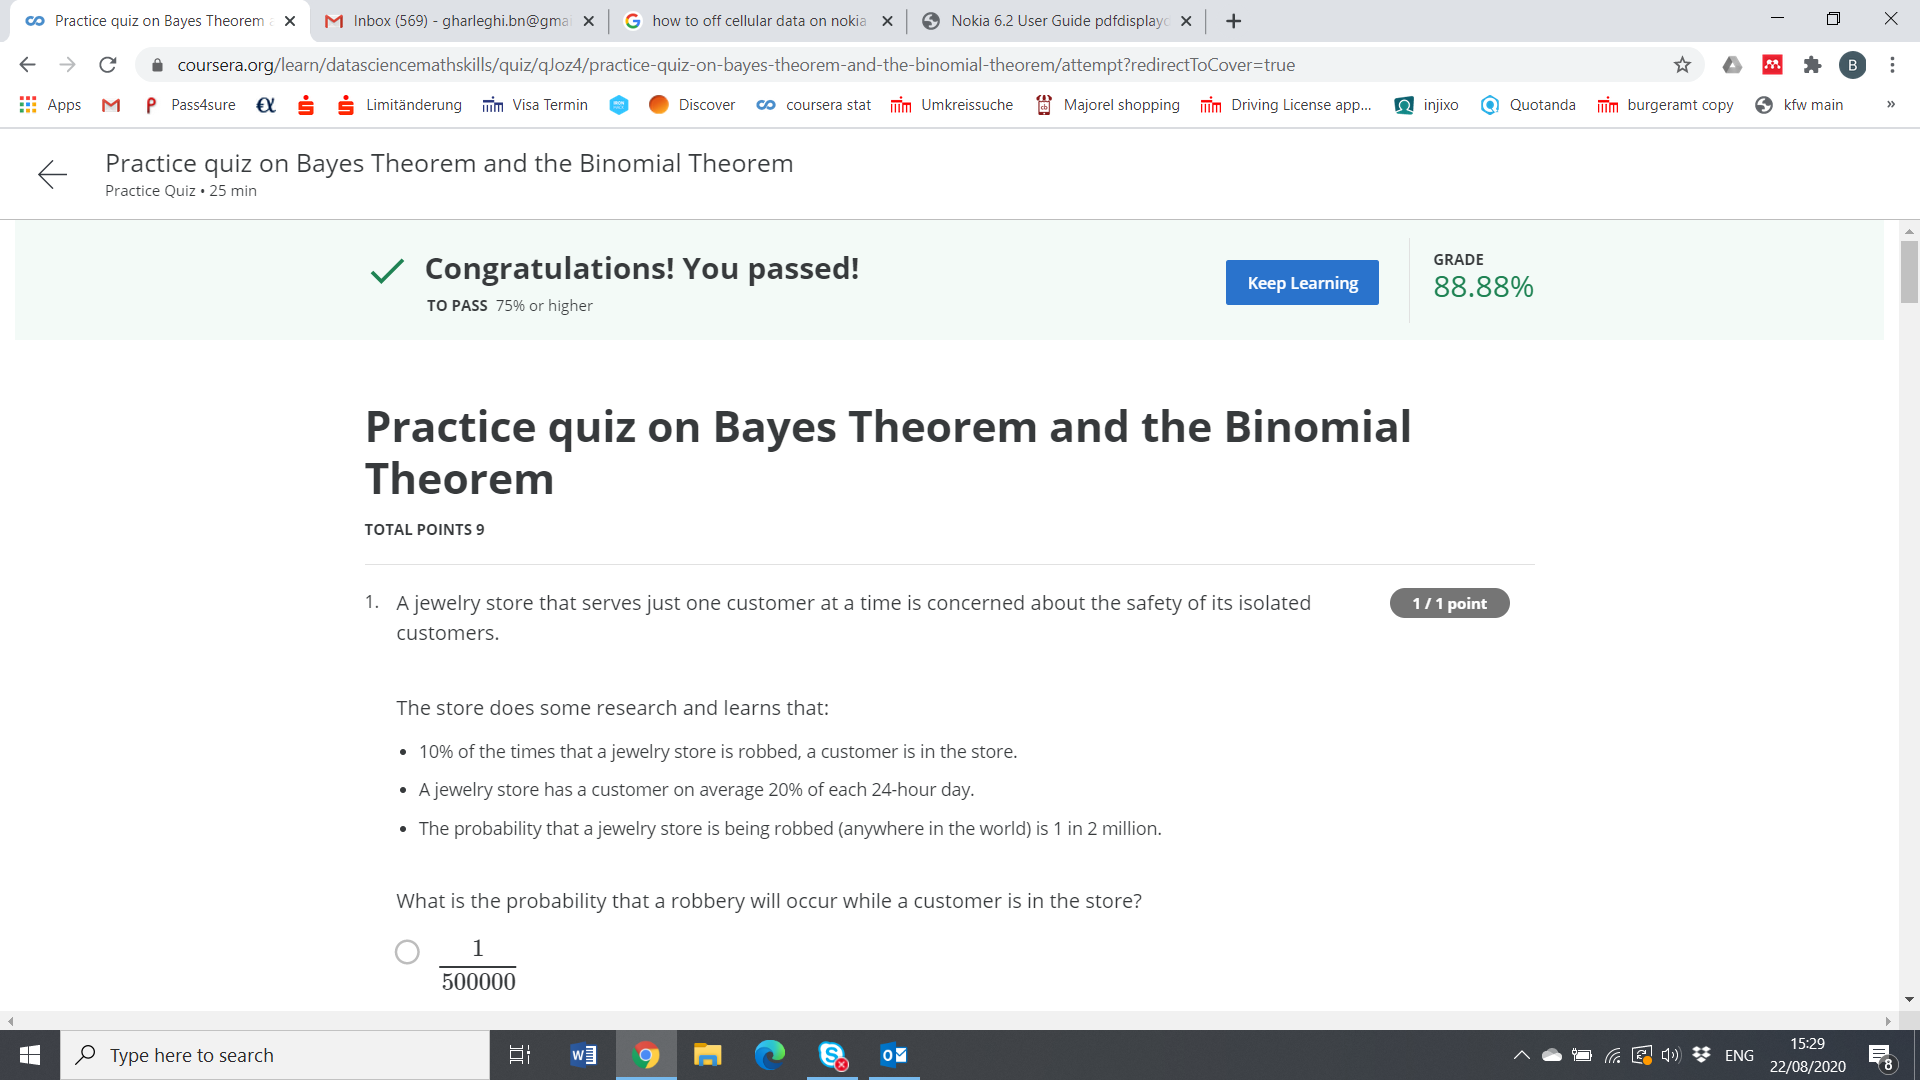 Practice quiz on Bayes Theorem a
Inbox (569) - gharleghi.bn@gmai
how to off cellular data on nokia
Nokia 6.2 User Guide pdfdisplayd
coursera.org/learn/datasciencemathskills/quiz/qJoz4/practice-quiz-on-bayes-theorem-and-the-binomial-theorem/attempt?redirectToCover=true
B
Apps Pass4sure Limitänderung Visa Termin Discover coursera stat Umkreissuche Majorel shopping Driving License app... injixo Quotanda burgeramt copy kfw main »
Practice quiz on Bayes Theorem and the Binomial Theorem
Practice Quiz • 25 min
Congratulations! You passed!
TO PASS 75% or higher
Keep Learning
GRADE
88.88%
Practice quiz on Bayes Theorem and the Binomial
Theorem
TOTAL POINTS 9
1. A jewelry store that serves just one customer at a time is concerned about the safety of its isolated
customers.
1 / 1 point
The store does some research and learns that:
• 10% of the times that a jewelry store is robbed, a customer is in the store.
• A jewelry store has a customer on average 20% of each 24-hour day.
• The probability that a jewelry store is being robbed (anywhere in the world) is 1 in 2 million.
What is the probability that a robbery will occur while a customer is in the store?
1
500000
Type here to search
ENG
15:29
22/08/2020
8